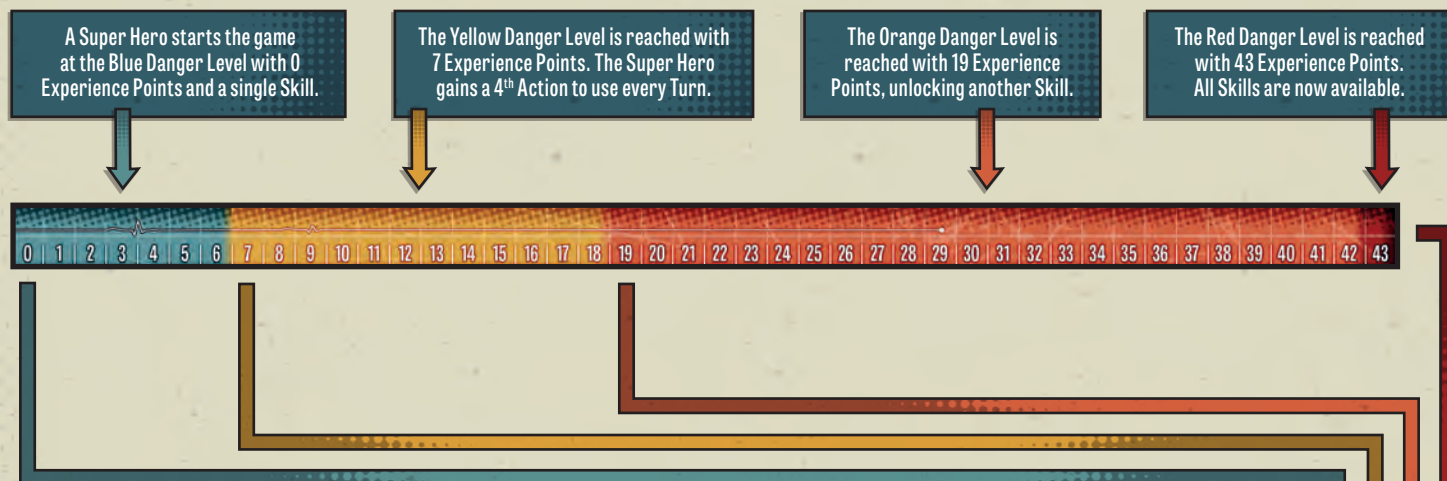 A Super Hero starts the game
at the Blue Danger Level with 0
Experience Points and a single Skill.
The Yellow Danger Level is reached with
7 Experience Points. The Super Hero
gains a 4th Action to use every Turn.
The Orange Danger Level is
reached with 19 Experience
Points, unlocking another Skill.
The Red Danger Level is reached
with 43 Experience Points.
All Skills are now available.
0 1 2 3 4 5 6 7 8 9 10 11 12 13 14 15 16 17 18 19 20 21 22 23 24 25 26 27 28 29 30 31 32 33 34 35 36 37 38 39 40 41 42 43